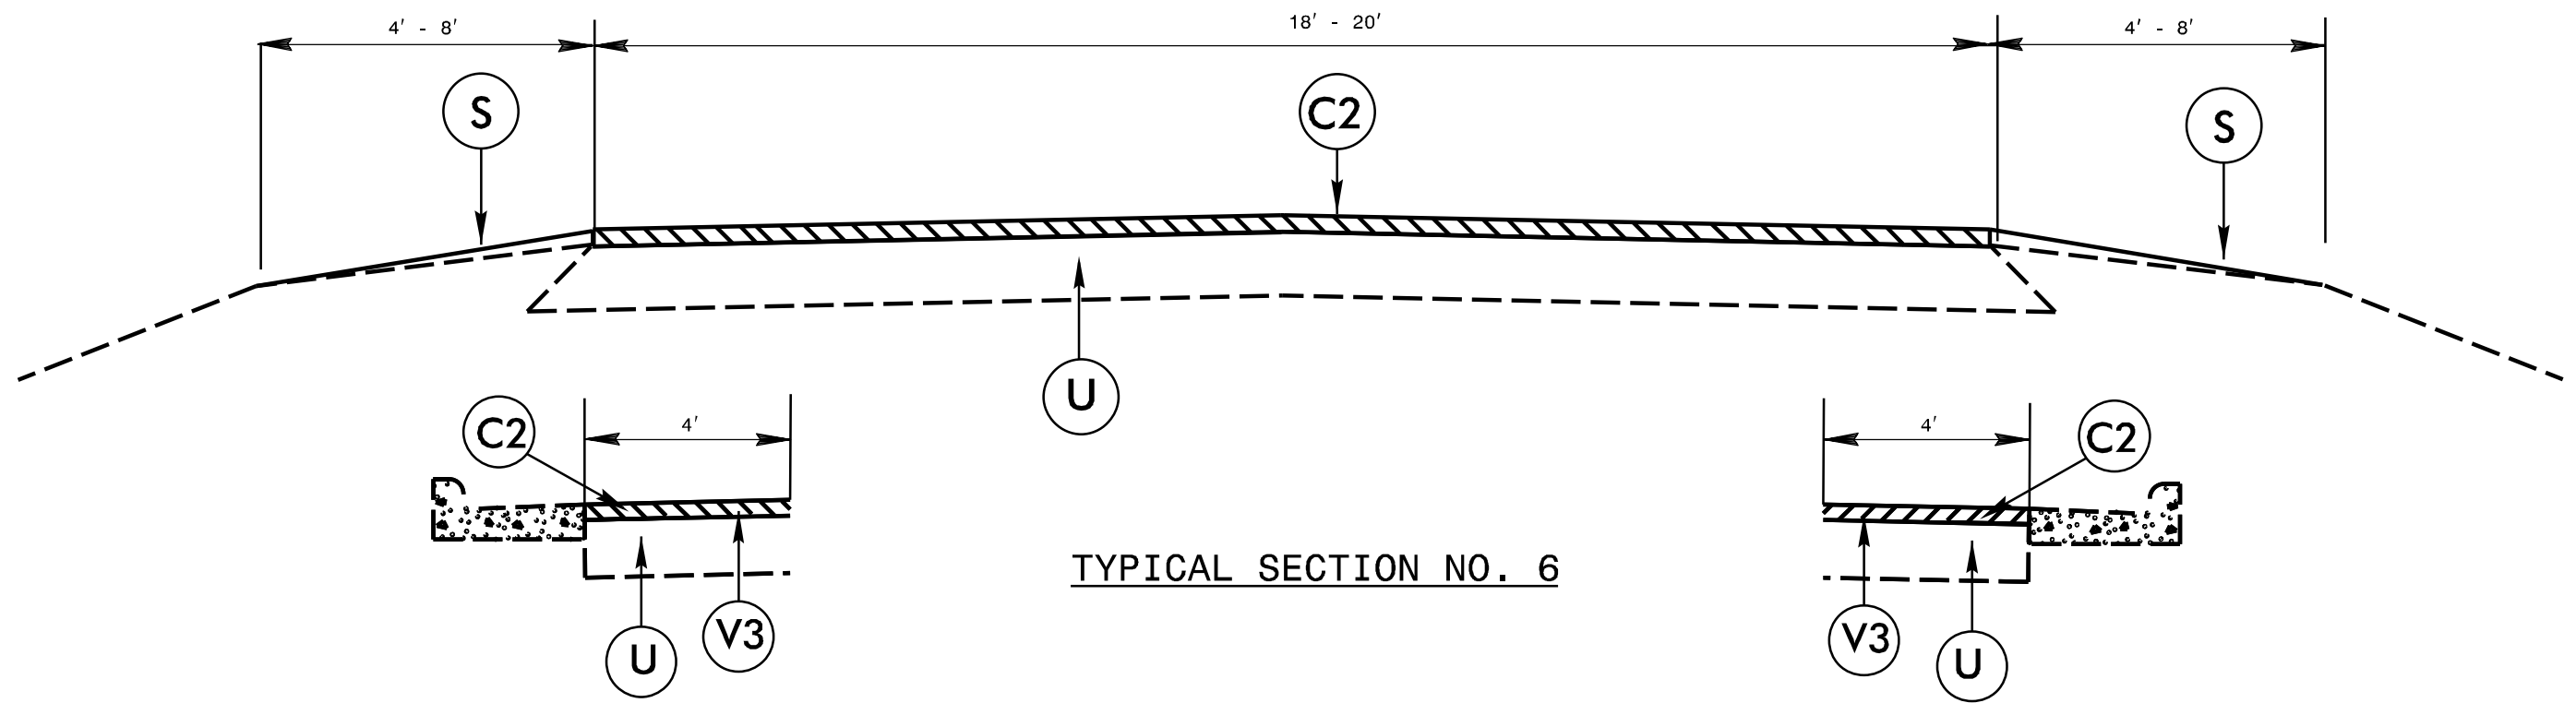 4' - 8'
18' - 20'
4' - 8'
S
C2
S
U
C2
4'
4'
C2
TYPICAL SECTION NO. 6
V3
U
V3
U